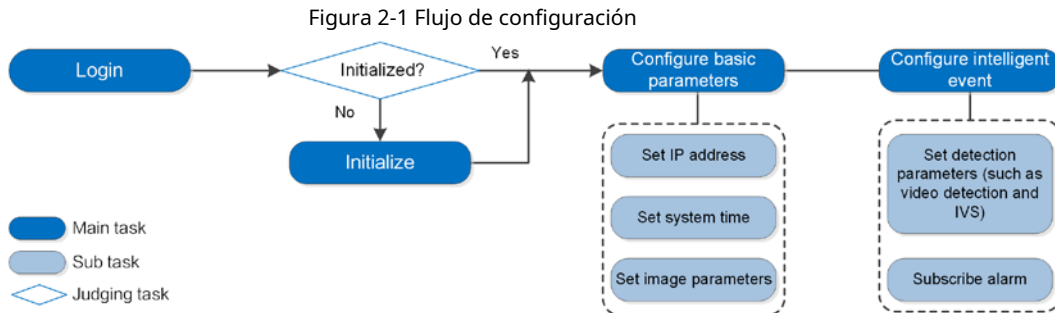 Figura 2-1 Flujo de configuración
Login
Initialized?
Yes
No
Initialize
Configure basic
parameters
Set IP address
Set system time
Set image parameters
Configure intelligent
event
Set detection
parameters (such as
video detection and
IVS)
Subscribe alarm
Main task
Sub task
Judging task